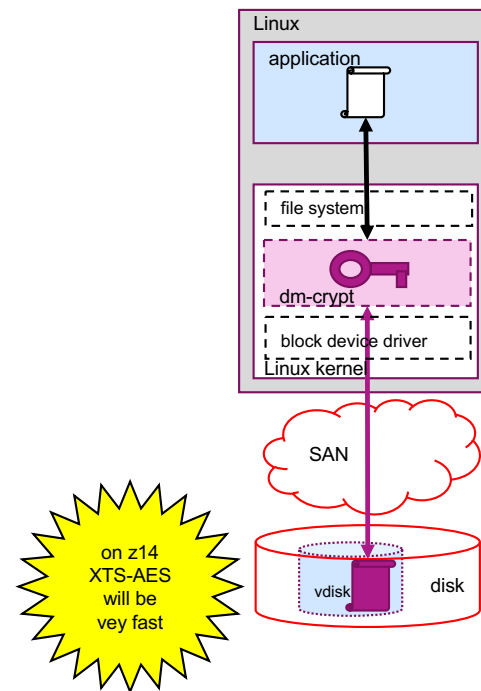 Linux
application
file system
dm-crypt
block device driver
Linux kernel
SAN
vdisk
disk
on z14
XTS-AES
will be
vey fast